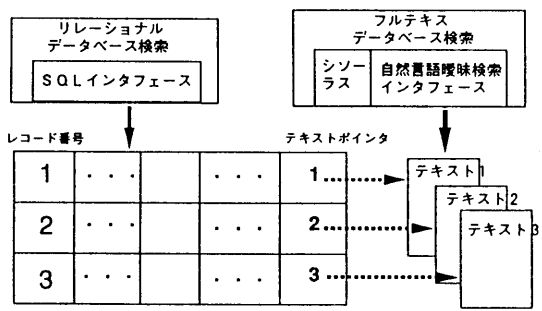 リレーショナル
データベース検索
SQLインタフェース
フルテキス
データベース検索
シソー
ラス
自然言語曖昧検索
インタフェース
レコード番号
テキストポインタ
1 ・・・ ・・・ 1
2 ・・・ ・・・ 2
3 ・・・ ・・・ 3
テキスト1
テキスト2
テキスト3